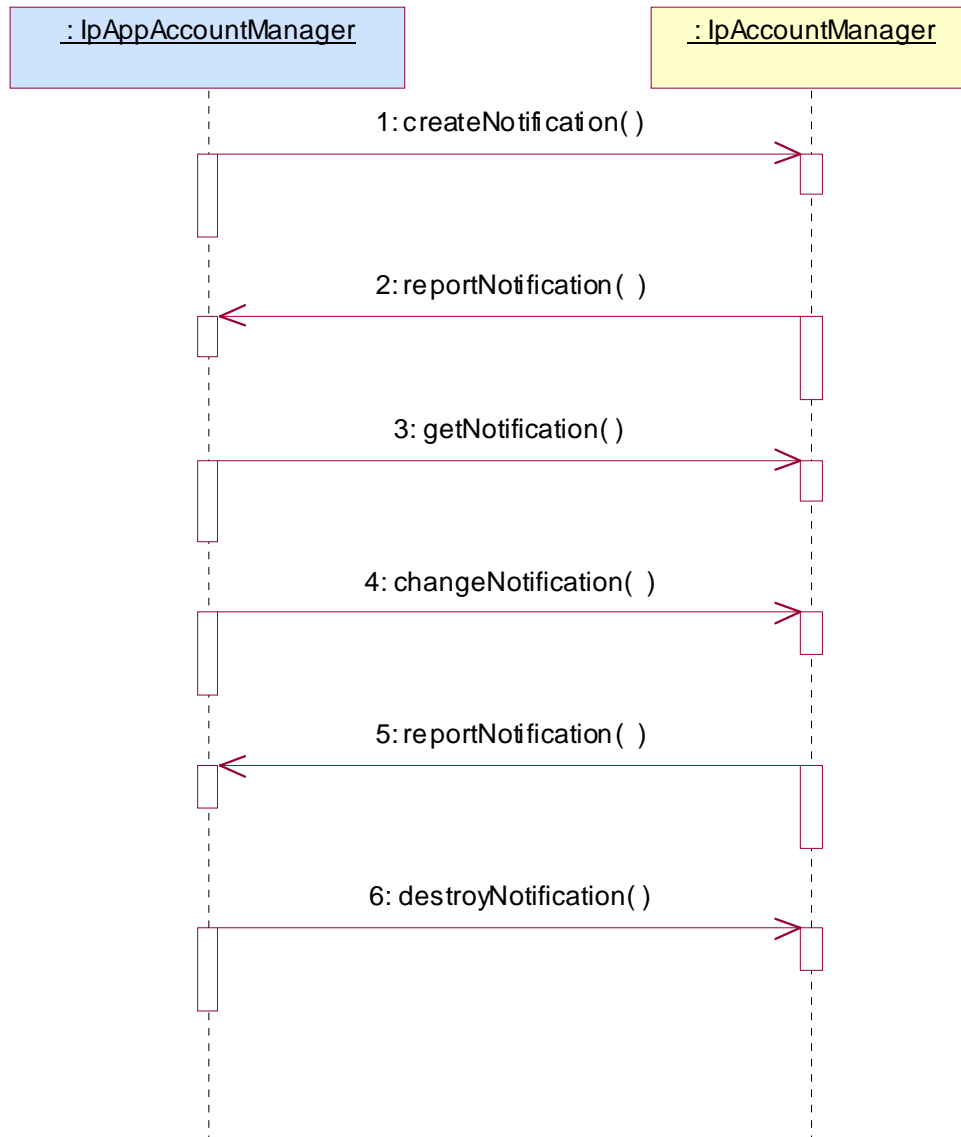 : IpAppAccountManager
: IpAccountManager
1: createNotification( )
2: reportNotification( )
3: getNotification( )
4: changeNotification( )
5: reportNotification( )
6: destroyNotification( )